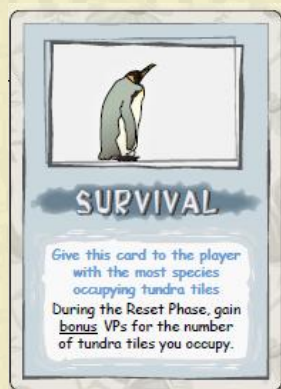 SURVIVAL
Give this card to the player
with the most species
occupying tundra tiles
During the Reset Phase, gain
bonus VPs for the number
of tundra tiles you occupy.